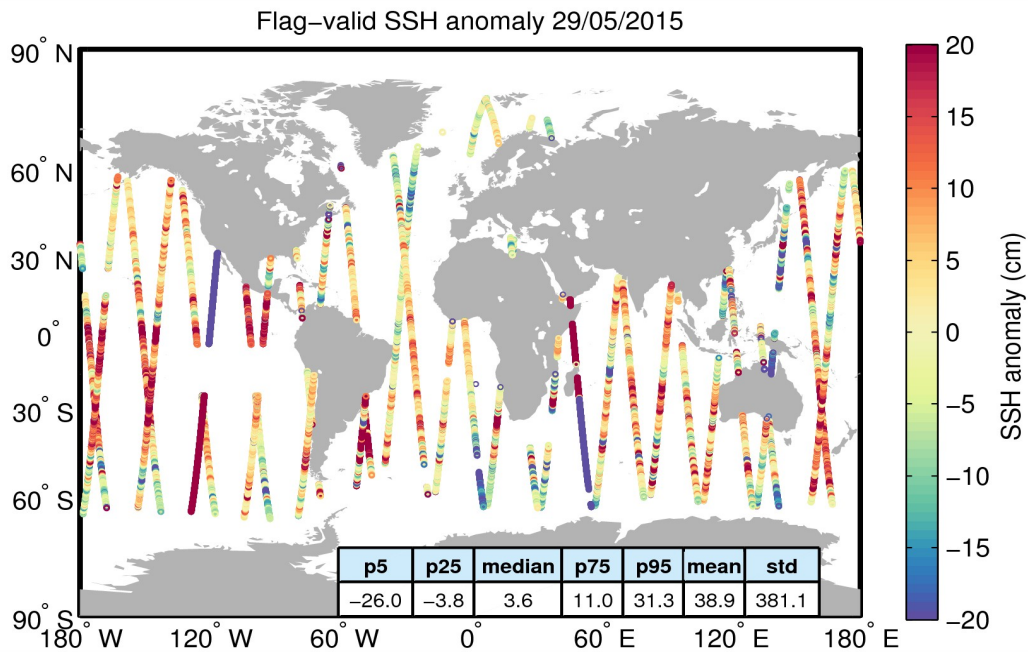 Flag−valid SSH anomaly 29/05/2015
90° N
60° N
30° N
0°
30° S
60° S
90° S
180° W
120° W
60° W
0°
60° E
120° E
180° E
p5 p25 median p75 p95 mean std
−26.0 −3.8 3.6 11.0 31.3 38.9 381.1
20
15
10
5
0
−5
−10
−15
−20
SSH anomaly (cm)